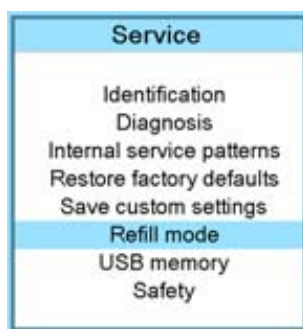 Service
Identification
Diagnosis
Internal service patterns
Restore factory defaults
Save custom settings
Refill mode
USB memory
Safety